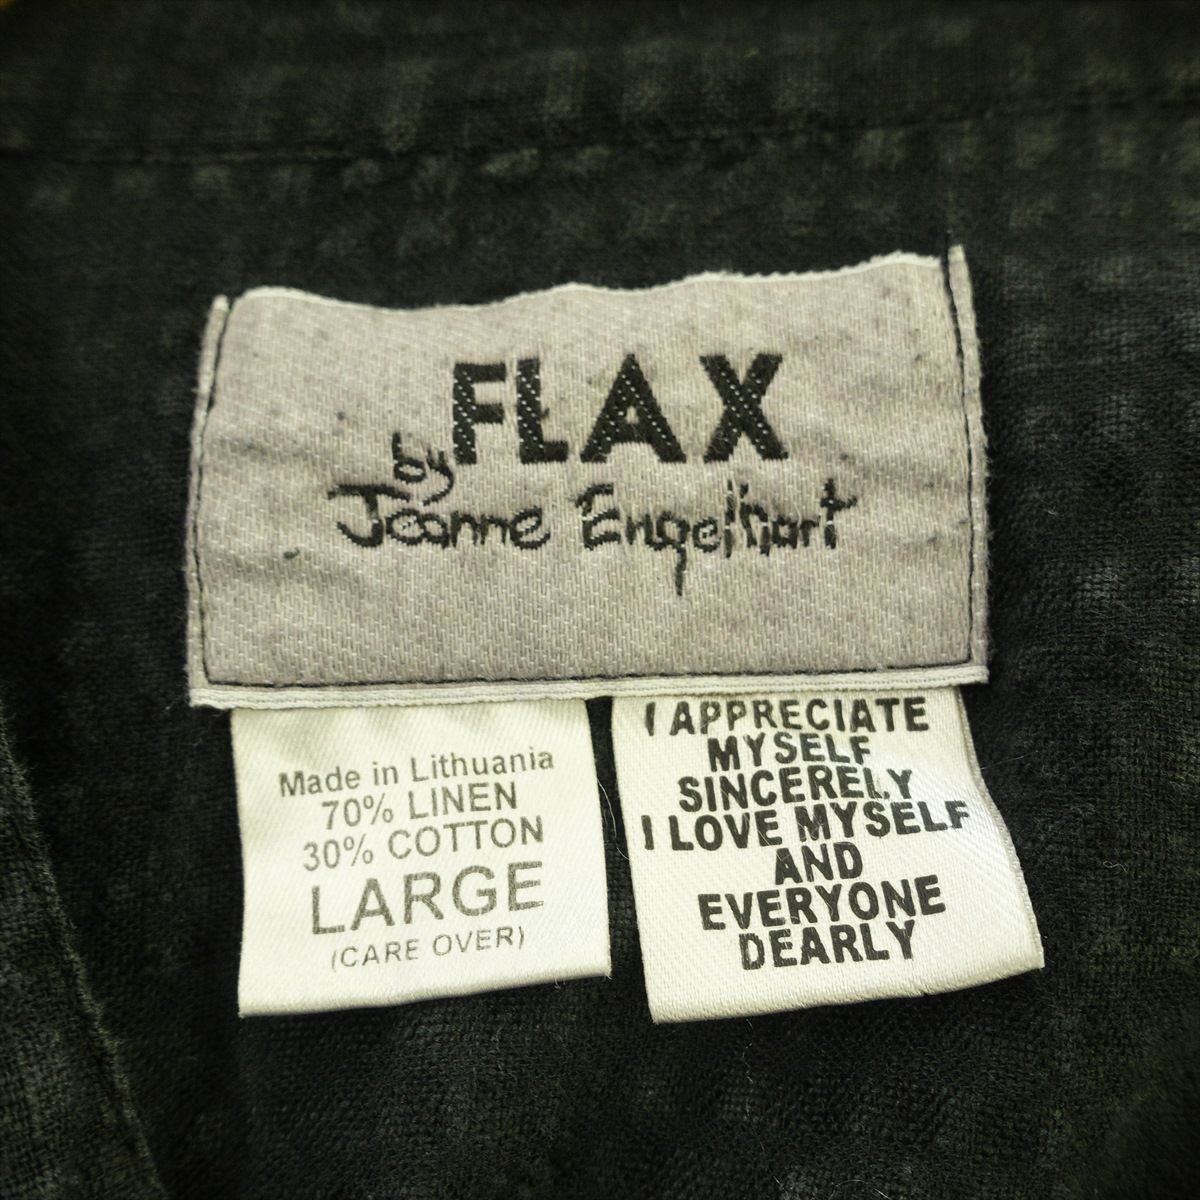 FLAX
by
Jeanne Engelhart
Made in Lithuania
70% LINEN
30% COTTON
LARGE
(CARE OVER)
I APPRECIATE
MYSELF
SINCERELY
I LOVE MYSELF
AND
EVERYONE
DEARLY